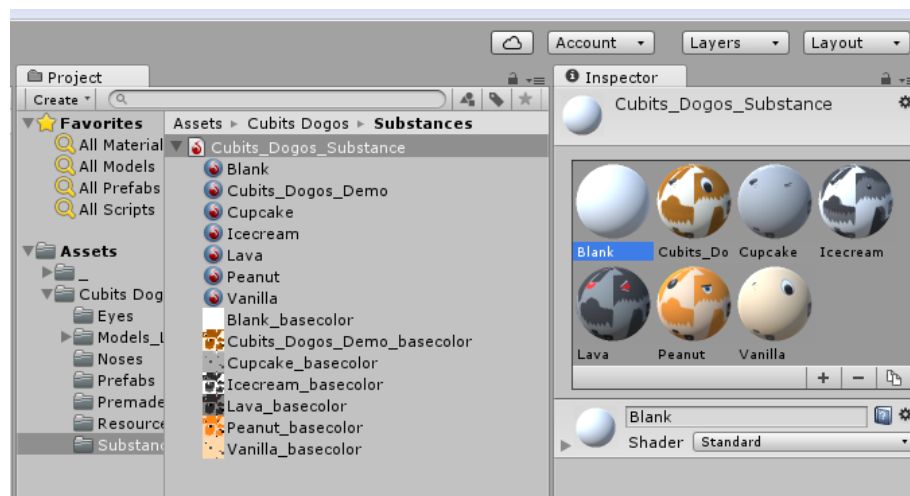 Account Layers Layout
Project
Create
Favorites
All Material
All Models
All Prefabs
All Scripts
Assets
_
Cubits Dog
Eyes
Models_L
Noses
Prefabs
Premade
Resource
Substanc
Assets Cubits Dogos Substances
Cubits_Dogos_Substance
Blank
Cubits_Dogos_Demo
Cupcake
Icecream
Lava
Peanut
Vanilla
Blank_basecolor
Cubits_Dogos_Demo_basecolor
Cupcake_basecolor
Icecream_basecolor
Lava_basecolor
Peanut_basecolor
Vanilla_basecolor
Inspector
Cubits_Dogos_Substance
Blank Cubits_Do Cupcake Icecream
Lava Peanut Vanilla
Blank
Shader Standard